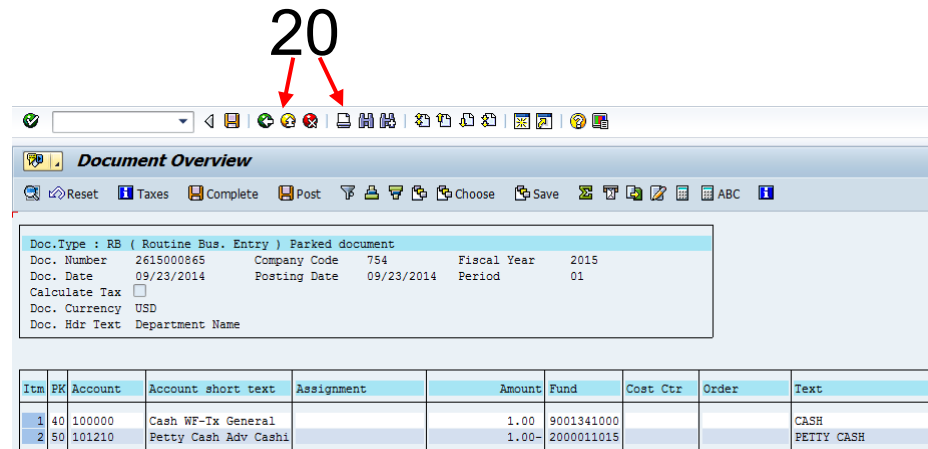 20
Document Overview
Reset Taxes Complete Post Choose Save ABC
Doc.Type : RB ( Routine Bus. Entry ) Parked document
Doc. Number 2615000865 Company Code 754 Fiscal Year 2015
Doc. Date 09/23/2014 Posting Date 09/23/2014 Period 01
Calculate Tax
Doc. Currency USD
Doc. Hdr Text Department Name
Itm PK Account Account short text Assignment Amount Fund Cost Ctr Order Text
1 40 100000 Cash WF-Tx General 1.00 9001341000 CASH
2 50 101210 Petty Cash Adv Cashi 1.00- 2000011015 PETTY CASH